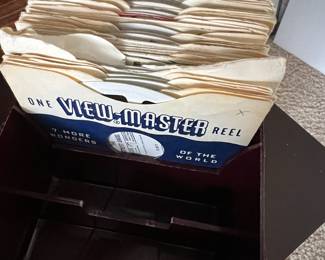 ONE VIEW-MASTER REEL
7 MORE WONDERS OF THE WORLD